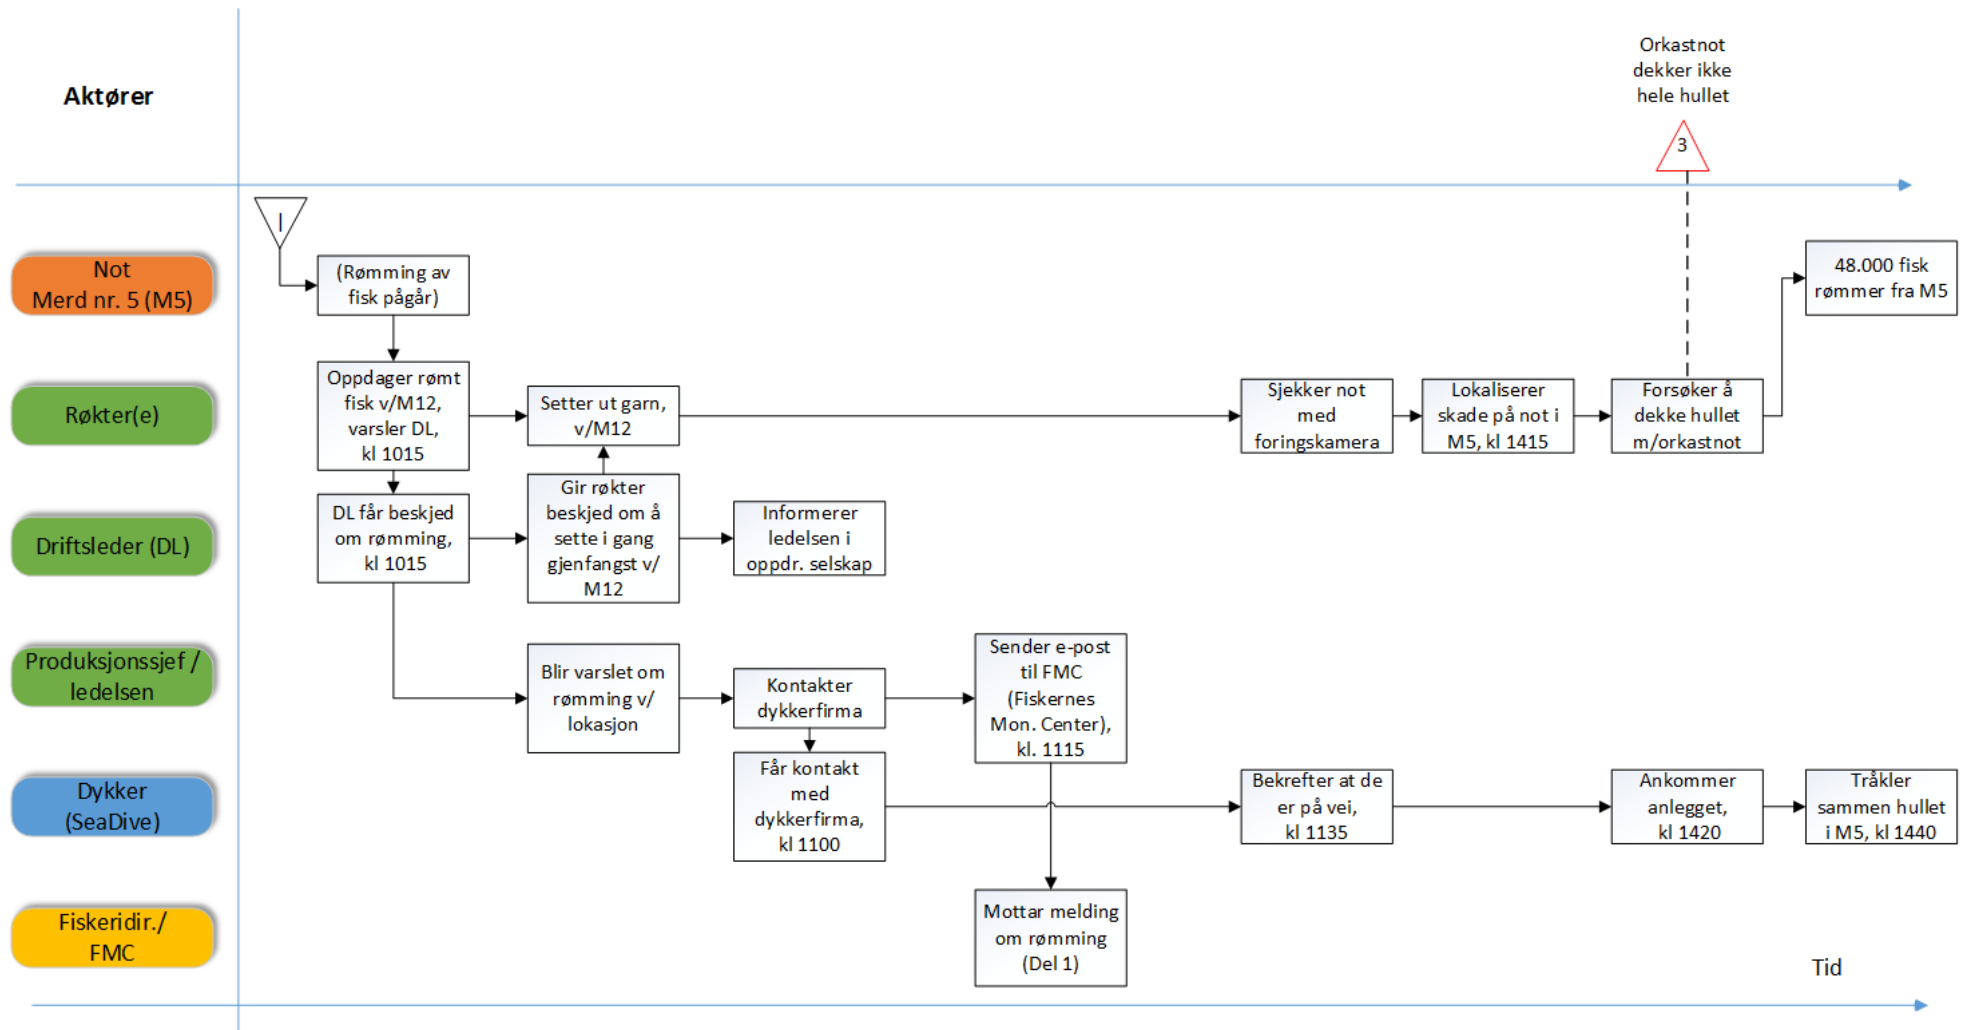 Aktører
Orkastnot
dekker ikke
hele hullet
3
I
Not
Merd nr. 5 (M5)
(Rømming av
fisk pågår)
48.000 fisk
rømmer fra M5
Røkter(e)
Oppdager rømt
fisk v/M12,
varsler DL,
kl 1015
Setter ut garn,
v/M12
Sjekker not
med
foringskamera
Lokaliserer
skade på not i
M5, kl 1415
Forsøker å
dekke hullet
m/orkastnot
Driftsleder (DL)
DL får beskjed
om rømming,
kl 1015
Gir røkter
beskjed om å
sette i gang
gjenfangst v/
M12
Informerer
ledelsen i
oppdr. selskap
Produksjonssjef /
ledelsen
Blir varslet om
rømming v/
lokasjon
Kontakter
dykkerfirma
Sender e-post
til FMC
(Fiskernes
Mon. Center),
kl. 1115
Dykker
(SeaDive)
Får kontakt
med
dykkerfirma,
kl 1100
Bekrefter at de
er på vei,
kl 1135
Ankommer
anlegget,
kl 1420
Tråkler
sammen hullet
i M5, kl 1440
Fiskeridir./
FMC
Mottar melding
om rømming
(Del 1)
Tid